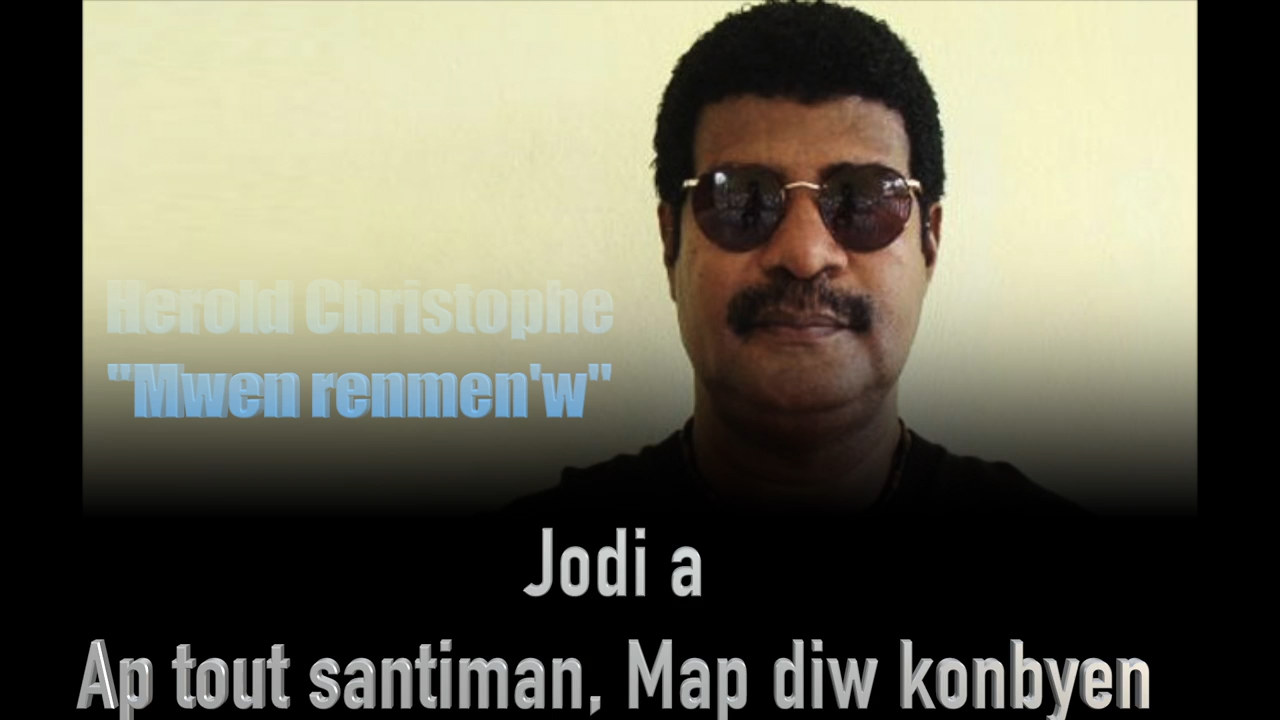 Herold Christophe
"Mwen renmen'w"
Jodi a
Ap tout santiman, Map diw konbyen